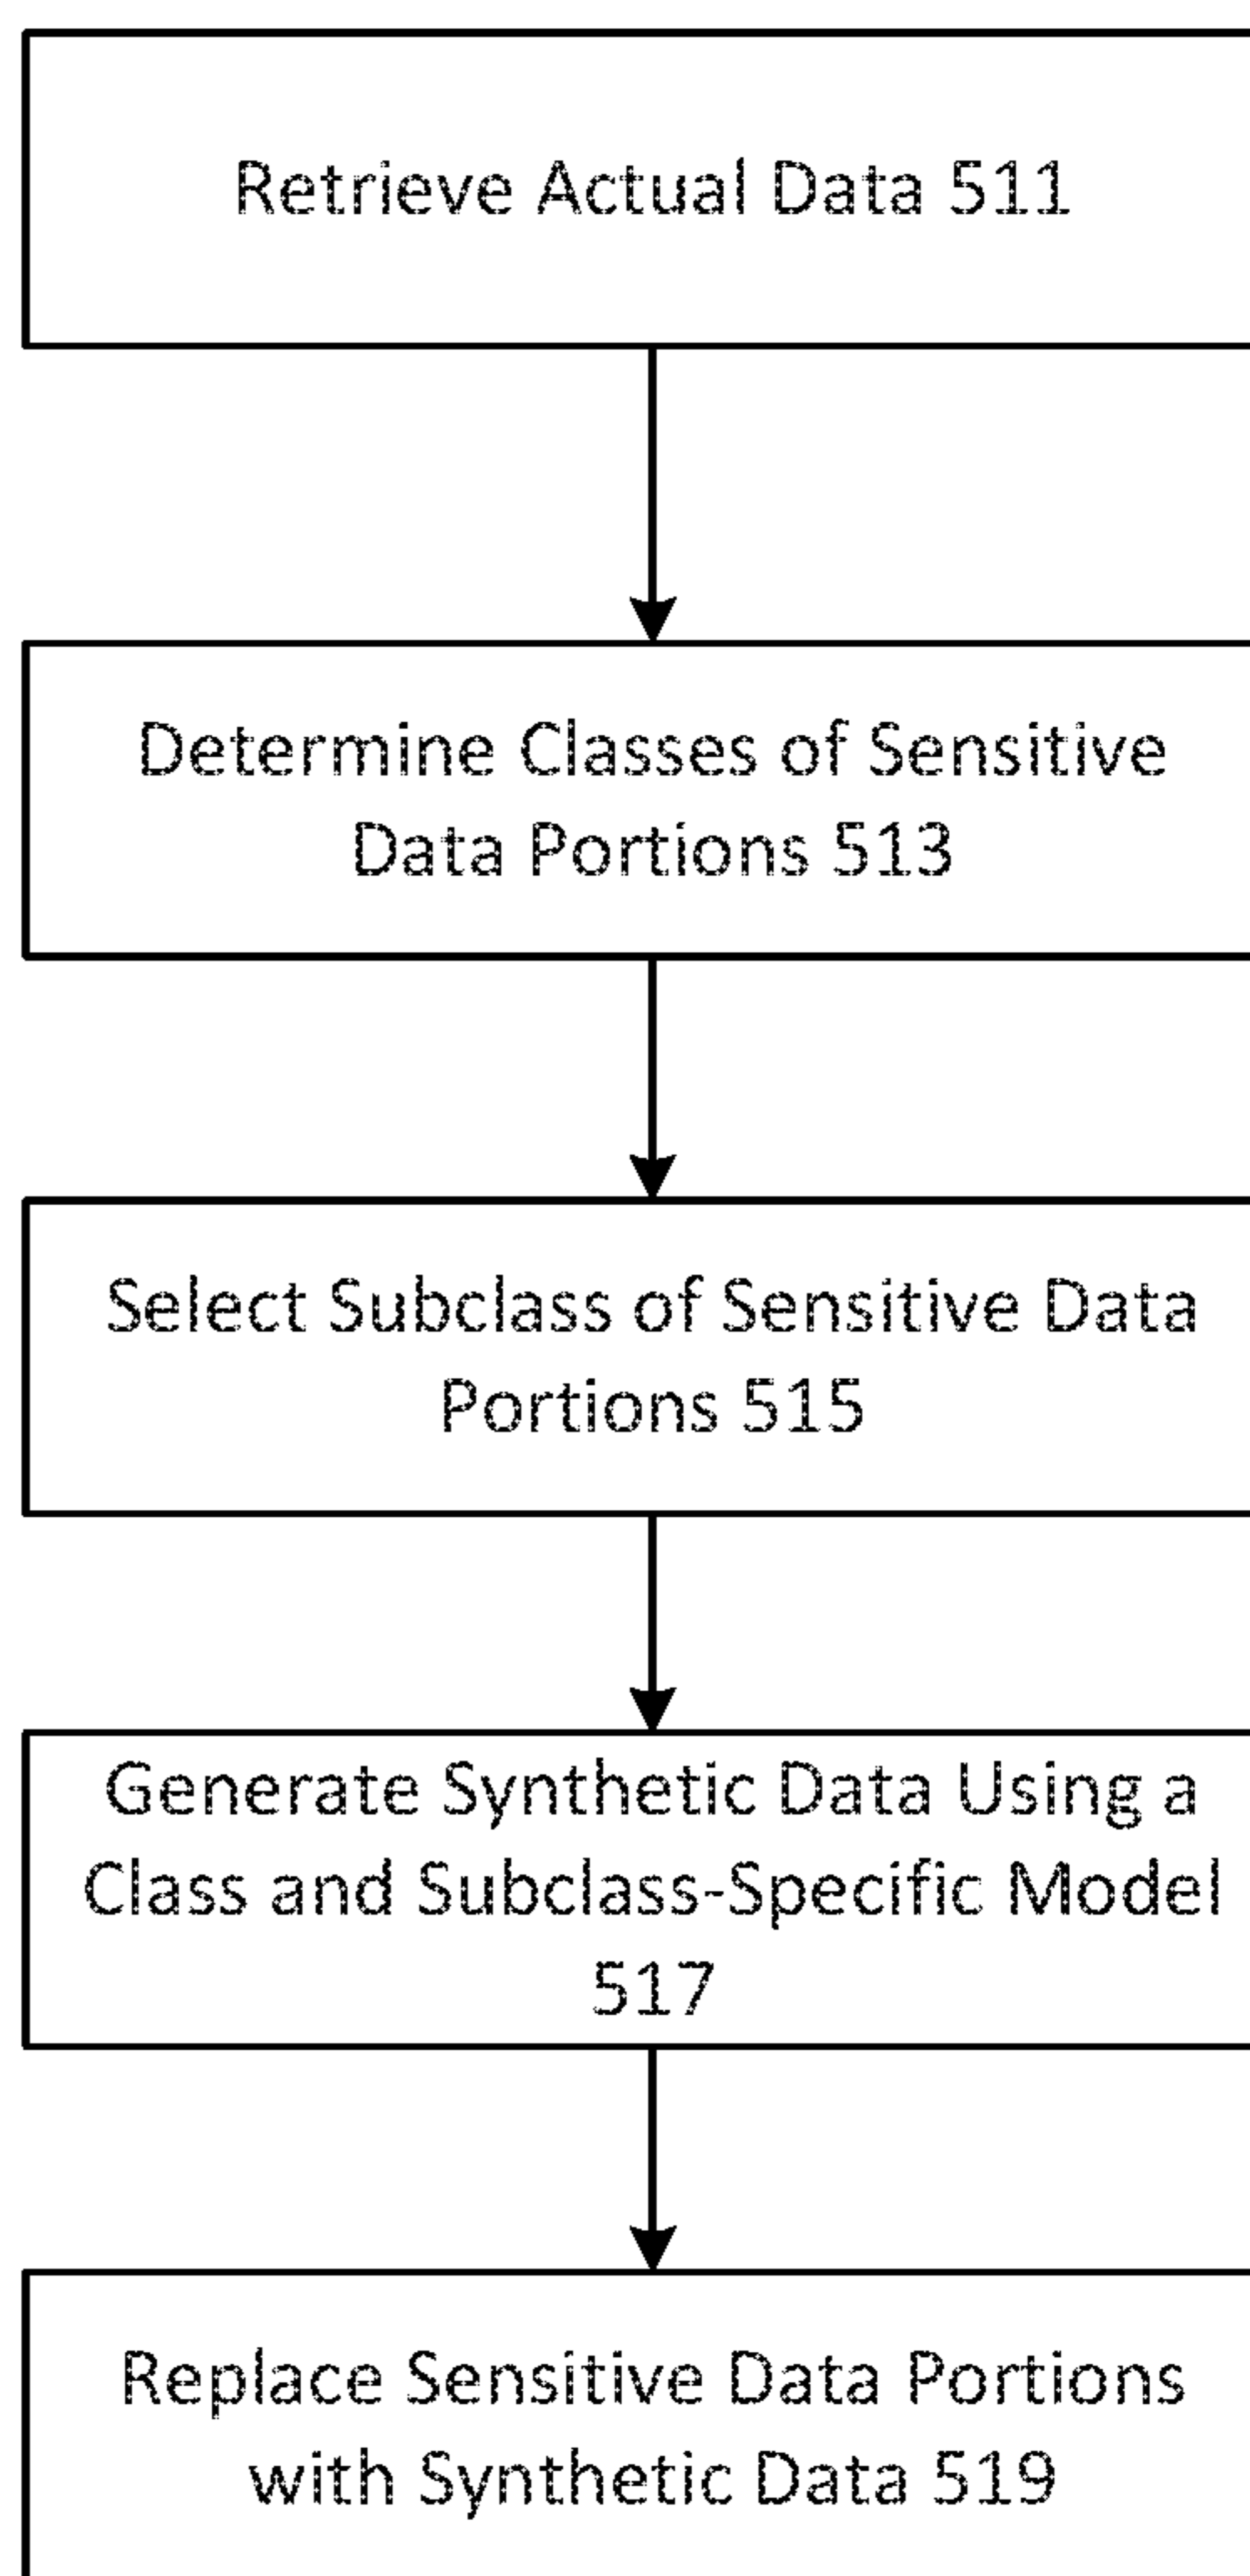 Retrieve Actual Data 511
Determine Classes of Sensitive
Data Portions 513
Select Subclass of Sensitive Data
Portions 515
Generate Synthetic Data Using a
Class and Subclass-Specific Model
517
Replace Sensitive Data Portions
with Synthetic Data 519